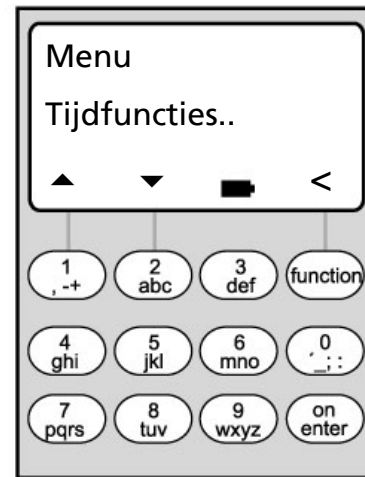 Menu
Tijdfuncties..
<
1 2 3 function
, -+ abc def
4 5 6 0
ghi jkl mno ´_; :
7 8 9 on
pqrs tuv wxyz enter